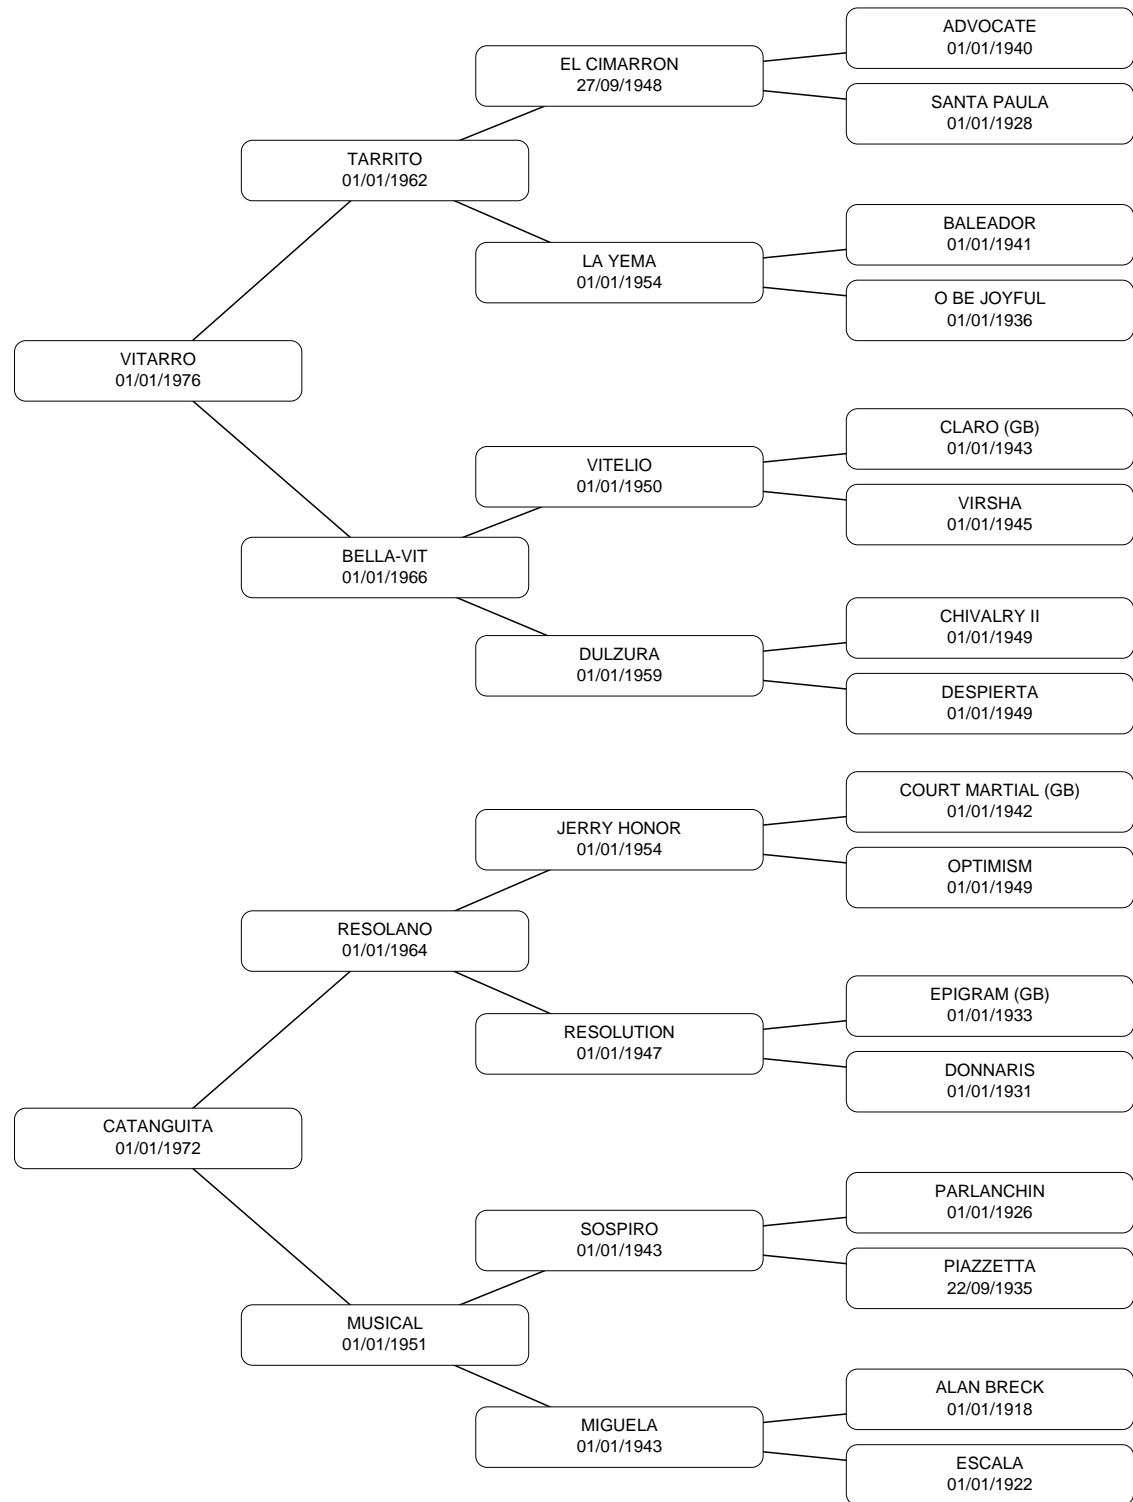 ADVOCATE
01/01/1940
EL CIMARRON
27/09/1948
SANTA PAULA
01/01/1928
TARRITO
01/01/1962
BALEADOR
01/01/1941
LA YEMA
01/01/1954
O BE JOYFUL
01/01/1936
VITARRO
01/01/1976
CLARO (GB)
01/01/1943
VITELIO
01/01/1950
VIRSHA
01/01/1945
BELLA-VIT
01/01/1966
CHIVALRY II
01/01/1949
DULZURA
01/01/1959
DESPIERTA
01/01/1949
COURT MARTIAL (GB)
01/01/1942
JERRY HONOR
01/01/1954
OPTIMISM
01/01/1949
RESOLANO
01/01/1964
EPIGRAM (GB)
01/01/1933
RESOLUTION
01/01/1947
DONNARIS
01/01/1931
CATANGUITA
01/01/1972
PARLANCHIN
01/01/1926
SOSPIRO
01/01/1943
PIAZZETTA
22/09/1935
MUSICAL
01/01/1951
ALAN BRECK
01/01/1918
MIGUELA
01/01/1943
ESCALA
01/01/1922